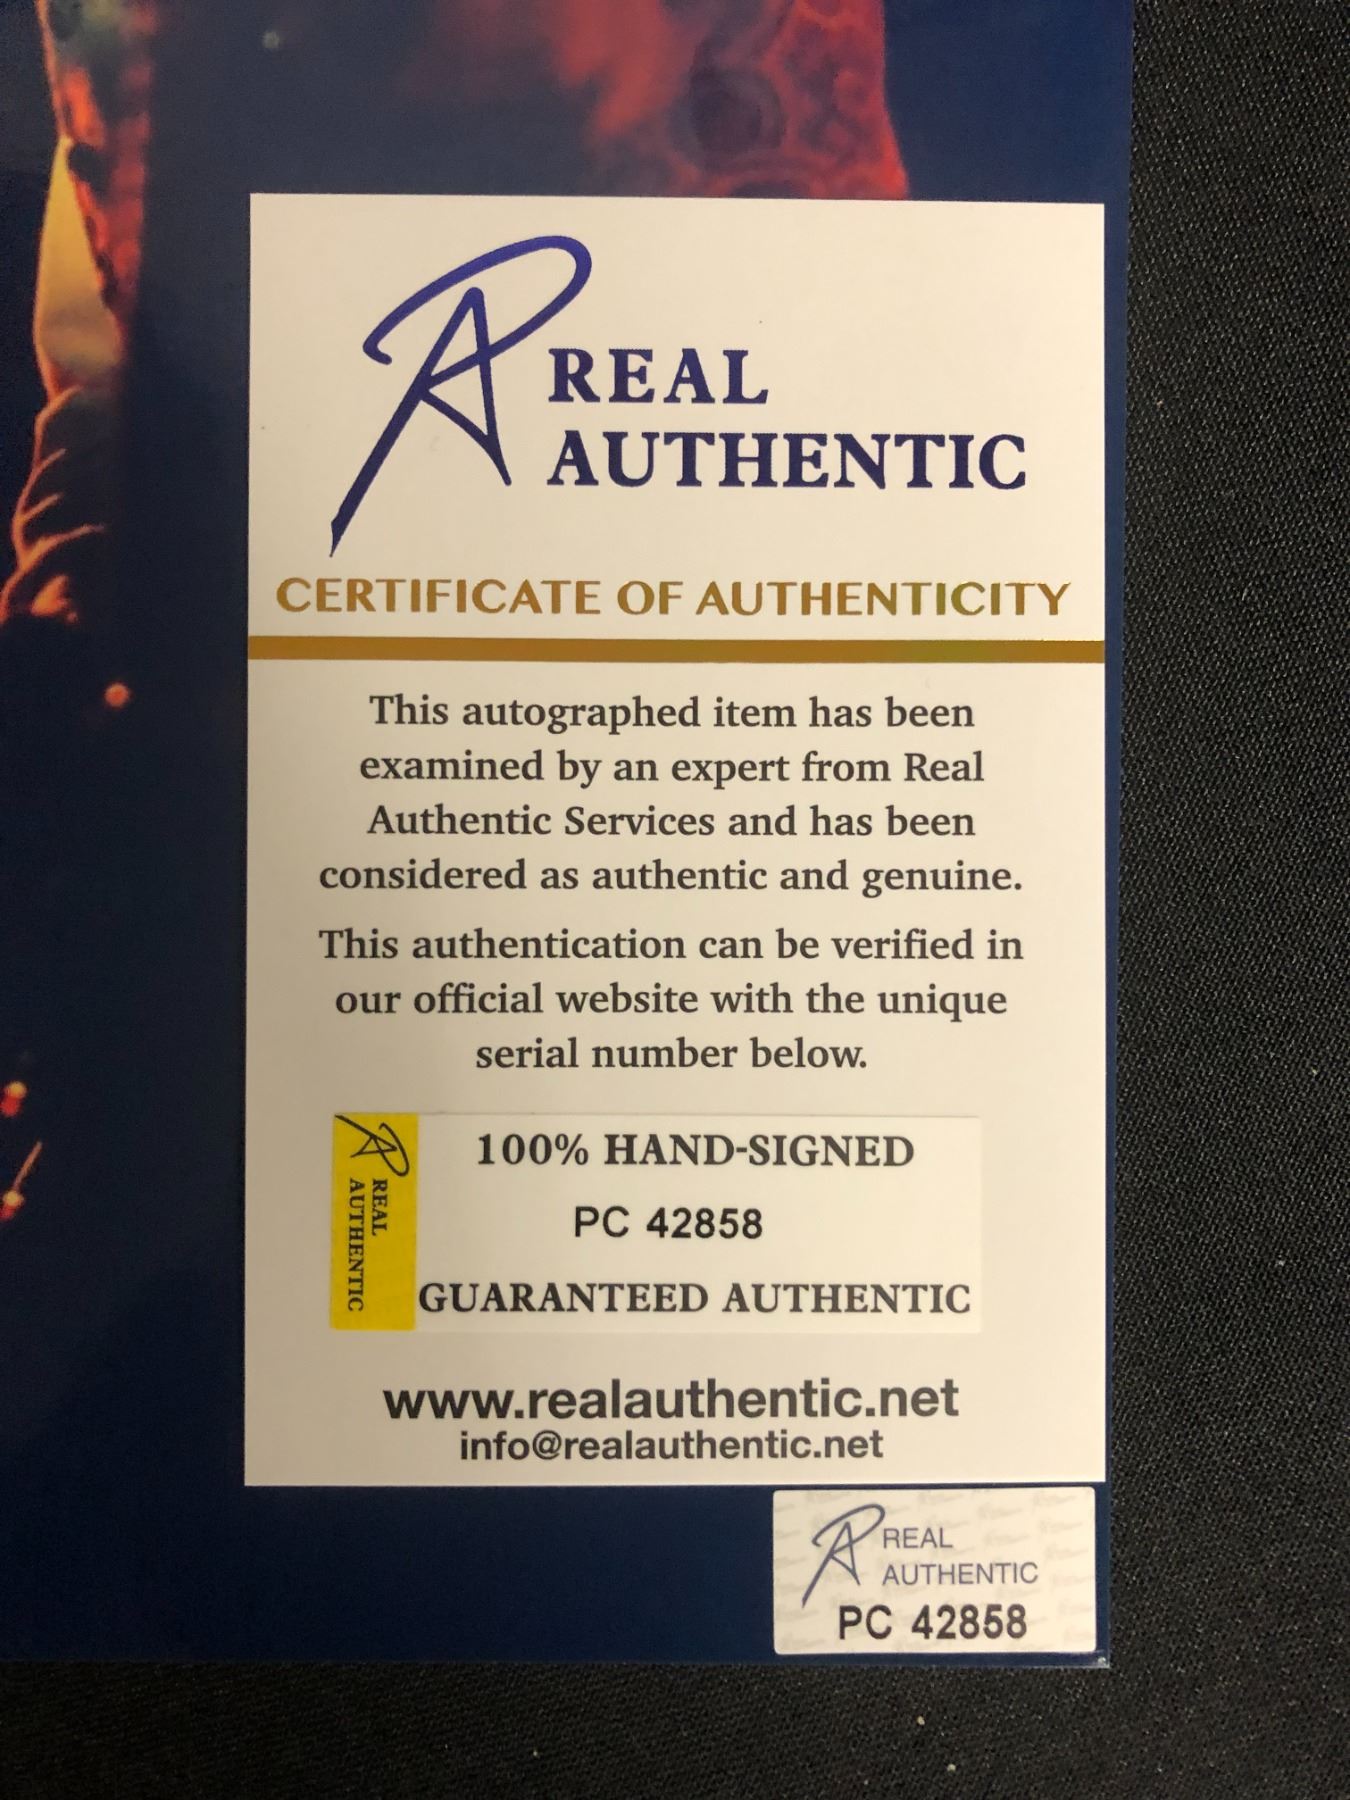 REAL
AUTHENTIC
CERTIFICATE OF AUTHENTICITY
This autographed item has been
examined by an expert from Real
Authentic Services and has been
considered as authentic and genuine.
This authentication can be verified in
our official website with the unique
serial number below.
REAL
AUTHENTIC
100% HAND-SIGNED
PC 42858
GUARANTEED AUTHENTIC
www.realauthentic.net
info@realauthentic.net
REAL
AUTHENTIC
PC 42858